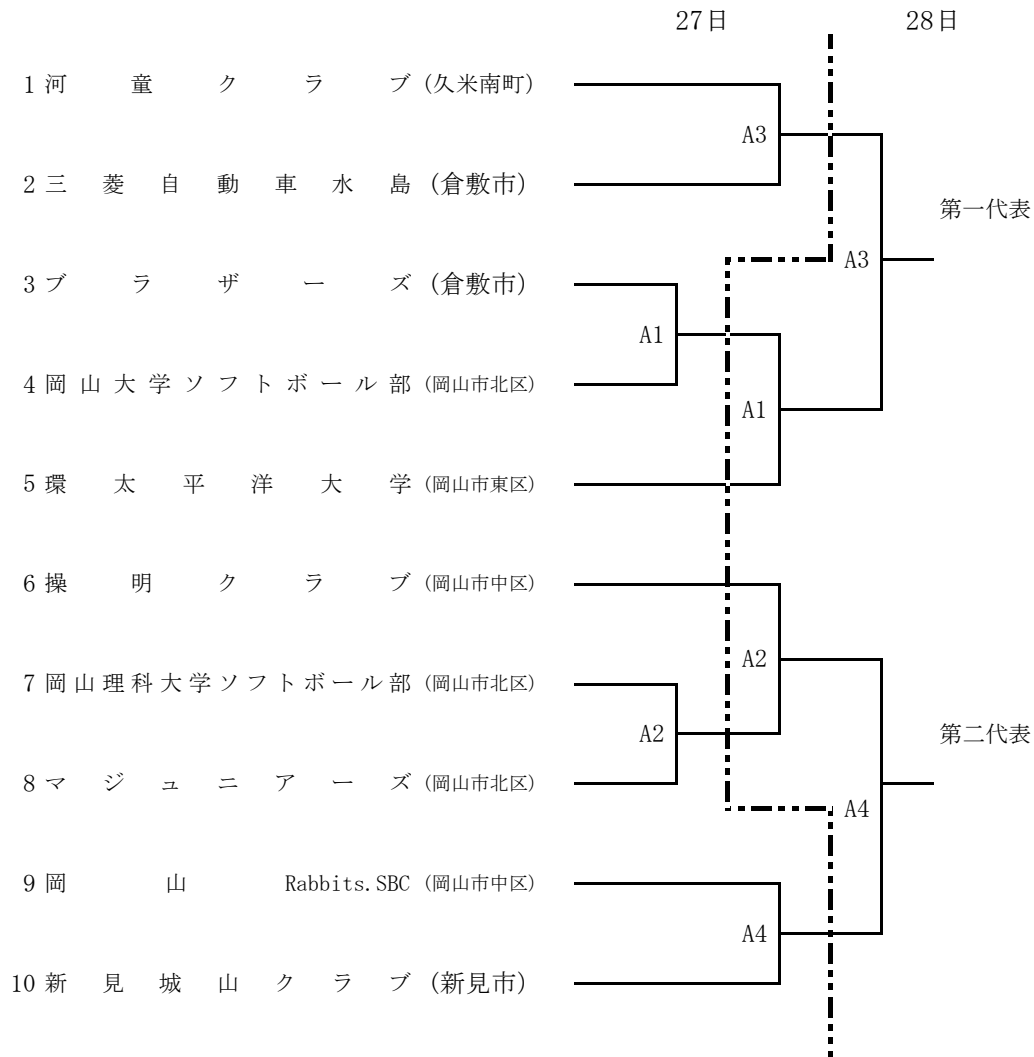 27日 28日
1 河童クラブ (久米南町)
A3
2 三菱自動車水島 (倉敷市)
第一代表
A3
3 ブラザーズ (倉敷市)
A1
4 岡山大学ソフトボール部 (岡山市北区)
A1
5 環太平洋大学 (岡山市東区)
6 操明クラブ (岡山市中区)
A2
7 岡山理科大学ソフトボール部 (岡山市北区)
A2
第二代表
8 マジュニアーズ (岡山市北区)
A4
9 岡山 Rabbits.SBC (岡山市中区)
A4
10 新見城山クラブ (新見市)